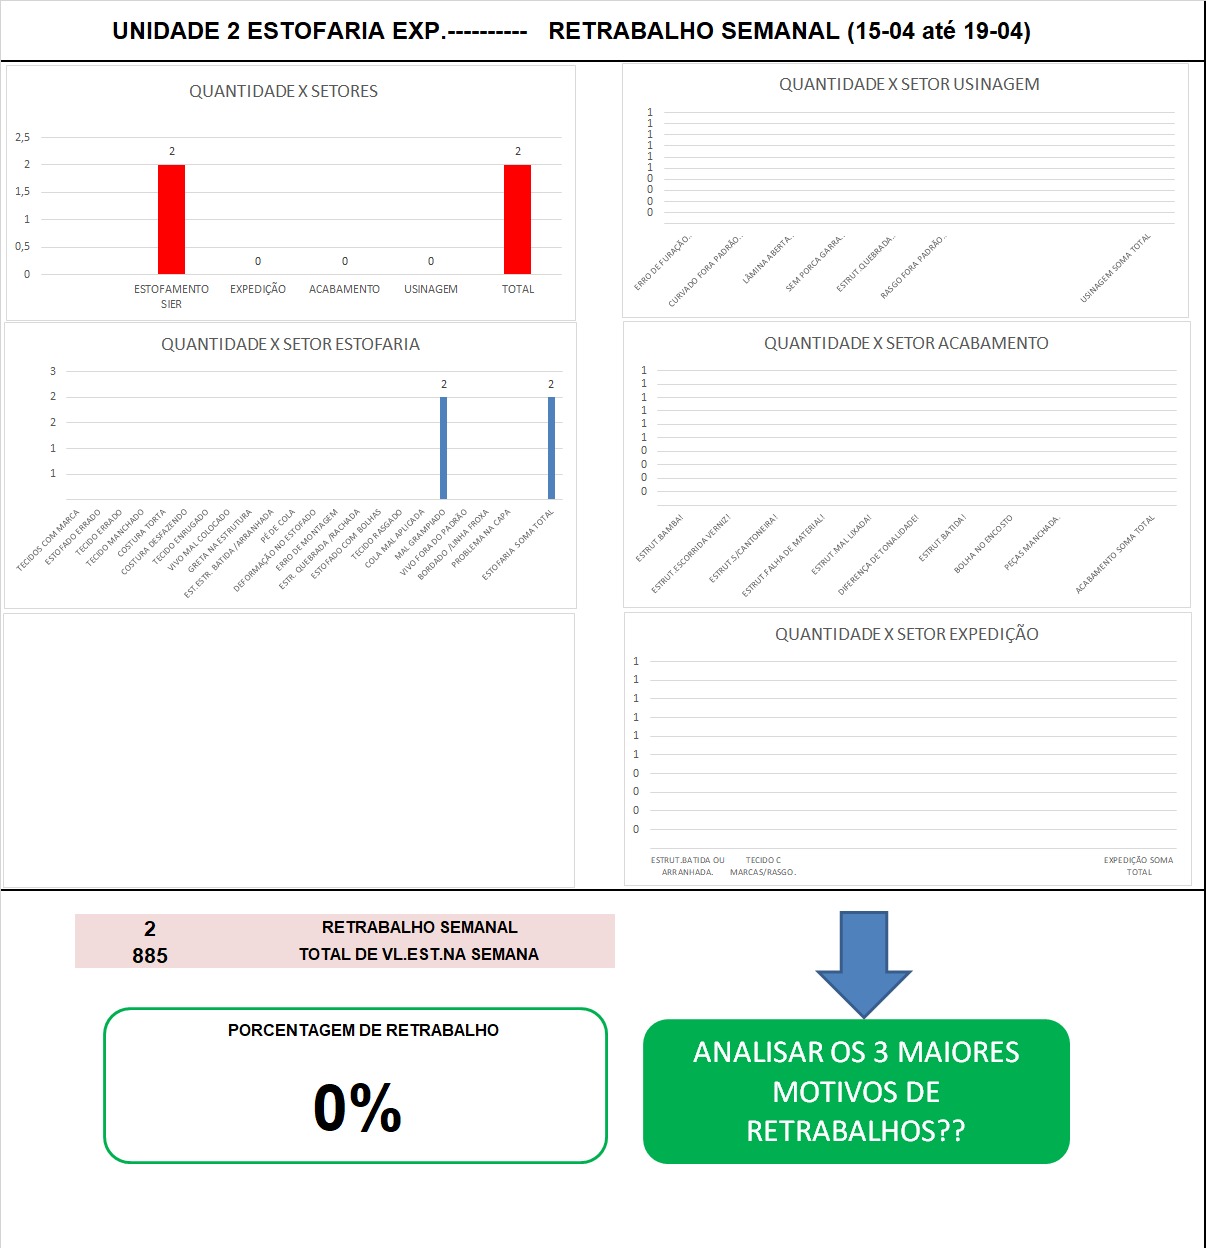 UNIDADE 2 ESTOFARIA EXP.---------- RETRABALHO SEMANAL (15-04 até 19-04)
QUANTIDADE X SETORES
2,5
2
1,5
1
0,5
0
2
0
0
0
2
ESTOFAMENTO
SIER
EXPEDIÇÃO
ACABAMENTO
USINAGEM
TOTAL
QUANTIDADE X SETOR USINAGEM
1
1
1
1
1
1
0
0
0
0
ERRO DE FURAÇÃO..
CURVADO FORA PADRÃO..
LÂMINA ABERTA..
SEM PORCA GARRA..
ESTRUT.QUEBRADA..
RASGO FORA PADRÃO..
USINAGEM SOMA TOTAL
QUANTIDADE X SETOR ESTOFARIA
3
2
2
1
1
2
2
TECIDOS COM MARCA
ESTOFADO ERRADO
TECIDO ERRADO
TECIDO MANCHADO
COSTURA TORTA
COSTURA DESFAZENDO
TECIDO ENRUGADO
VIVO MAL COLOCADO
GRETA NA ESTRUTURA
EST.ESTR. BATIDA /ARRANHADA
PÉ DE COLA
DEFORMAÇÃO NO ESTOFADO
ERRO DE MONTAGEM
ESTR. QUEBRADA /RACHADA
ESTOFADO COM BOLHAS
TECIDO RASGADO
COLA MAL APLICADA
MAL GRAMPIADO
VIVO FORA DO PADRÃO
BORDADO /LINHA FROXA
PROBLEMA NA CAPA
ESTOFARIA SOMA TOTAL
QUANTIDADE X SETOR ACABAMENTO
1
1
1
1
1
1
0
0
0
0
ESTRUT.BAMBA!
ESTRUT.ESCORRIDA VERNIZ!
ESTRUT.S/CANTONEIRA!
ESTRUT.FALHA DE MATERIAL!
ESTRUT.MAL LIXADA!
DIFERENÇA DE TONALIDADE!
ESTRUT.BATIDA!
BOLHA NO ENCOSTO
PEÇAS MANCHADA.
ACABAMENTO SOMA TOTAL
QUANTIDADE X SETOR EXPEDIÇÃO
1
1
1
1
1
1
0
0
0
0
ESTRUT.BATIDA OU
ARRANHADA.
TECIDO C
MARCAS/RASGO.
EXPEDIÇÃO SOMA
TOTAL
2 RETRABALHO SEMANAL
885 TOTAL DE VL.EST.NA SEMANA
PORCENTAGEM DE RETRABALHO
0%
ANALISAR OS 3 MAIORES
MOTIVOS DE
RETRABALHOS??